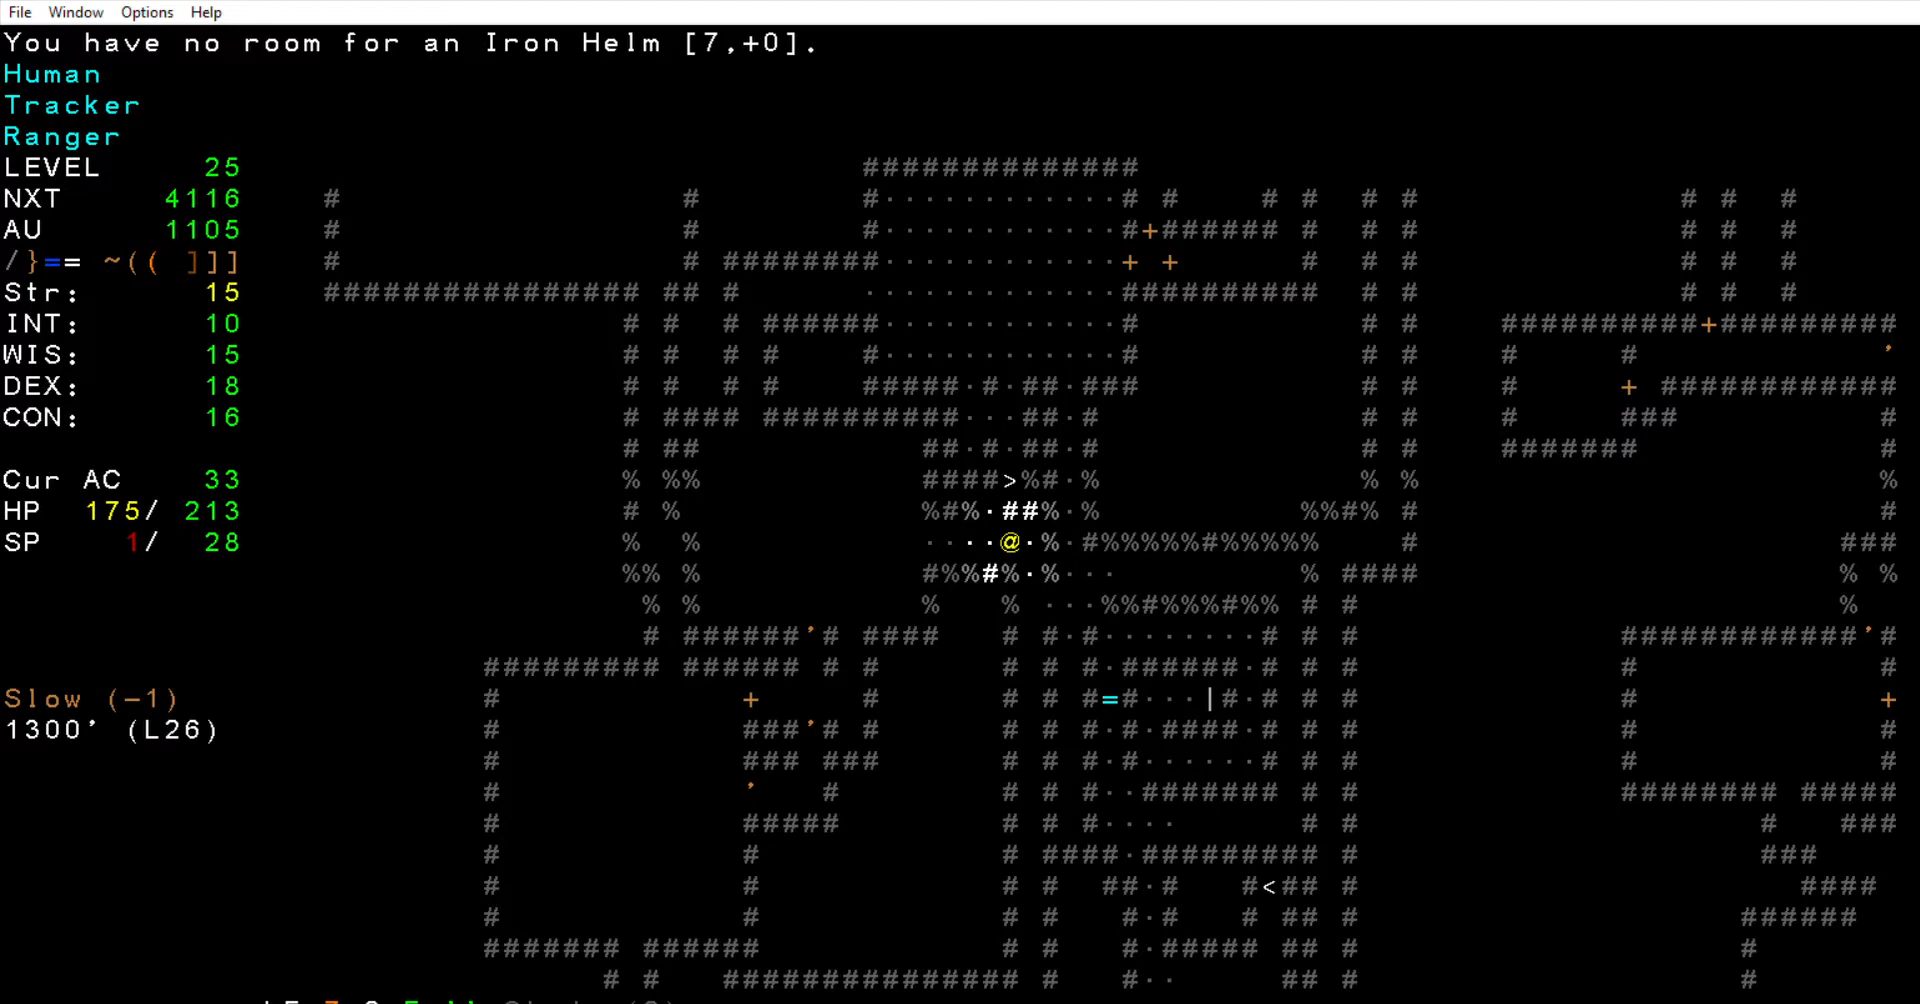 File Window Options Help
You have no room for an Iron Helm [7,+0].
Human
Tracker
Ranger
LEVEL 25
NXT 4116
AU 1105
/}== ~(( ]]]
Str: 15
INT: 10
WIS: 15
DEX: 18
CON: 16
Cur AC 33
HP 175/ 213
SP 1/ 28
Slow (-1)
1300' (L26)